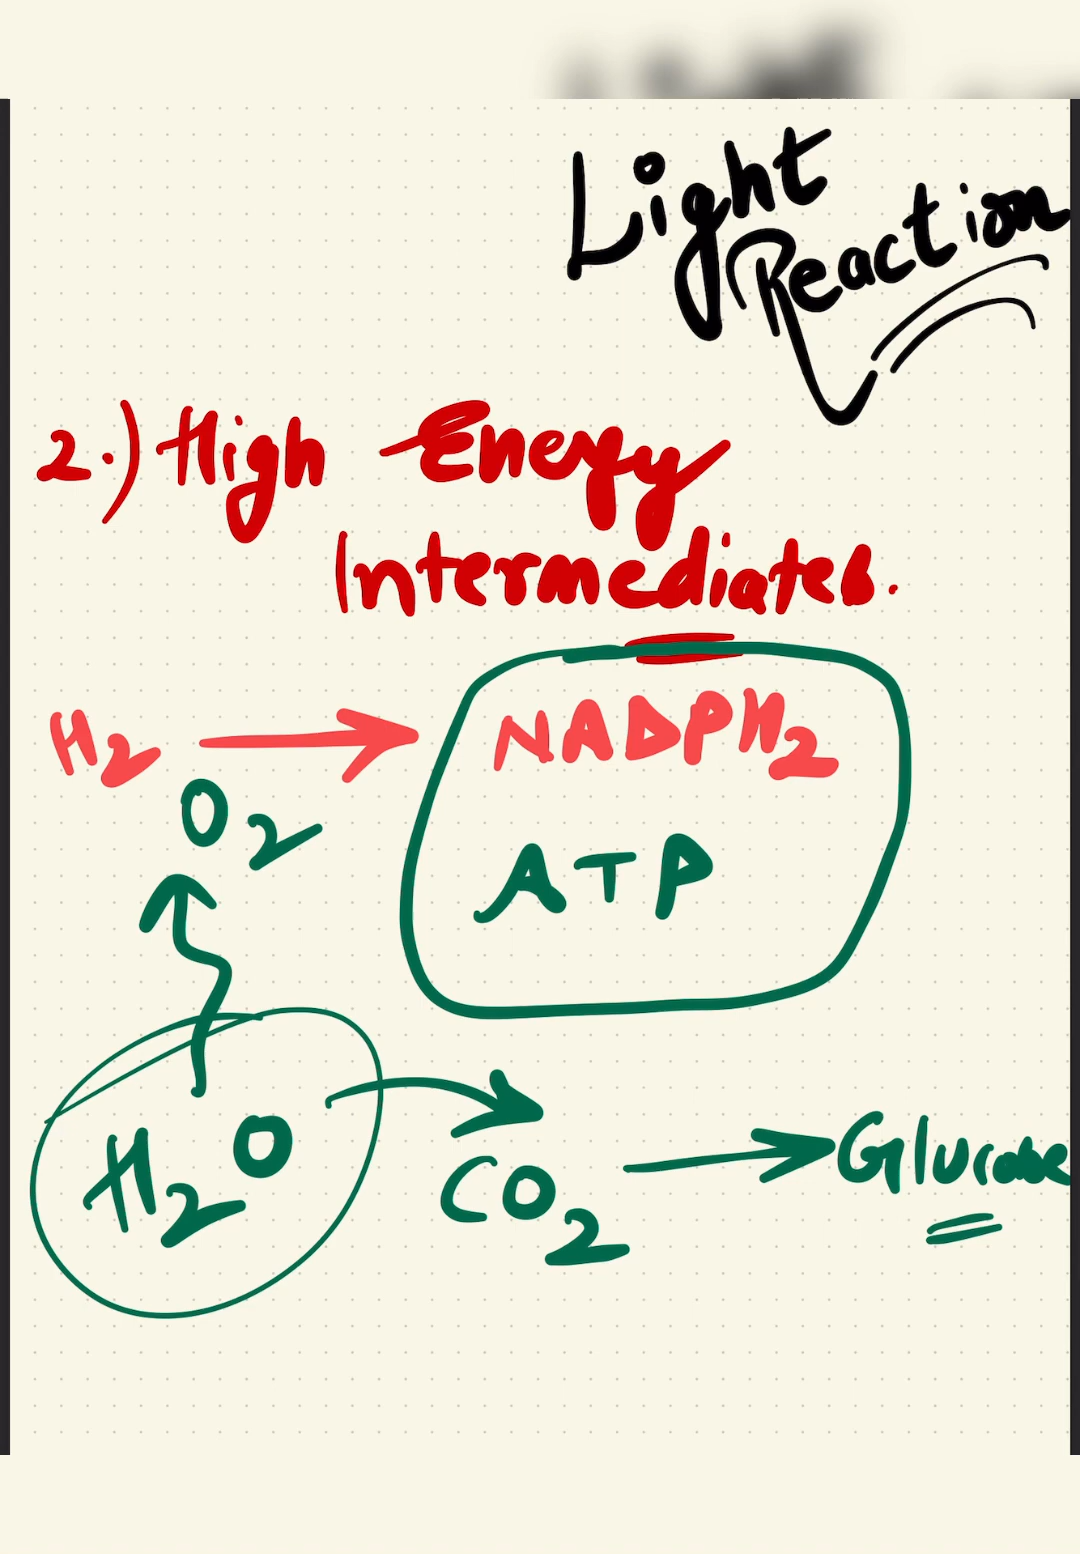 Light
Reaction
2.) High Energy
Intermediates.
H2 → NADPH2
O2
ATP
H2O
CO2 → Glucose